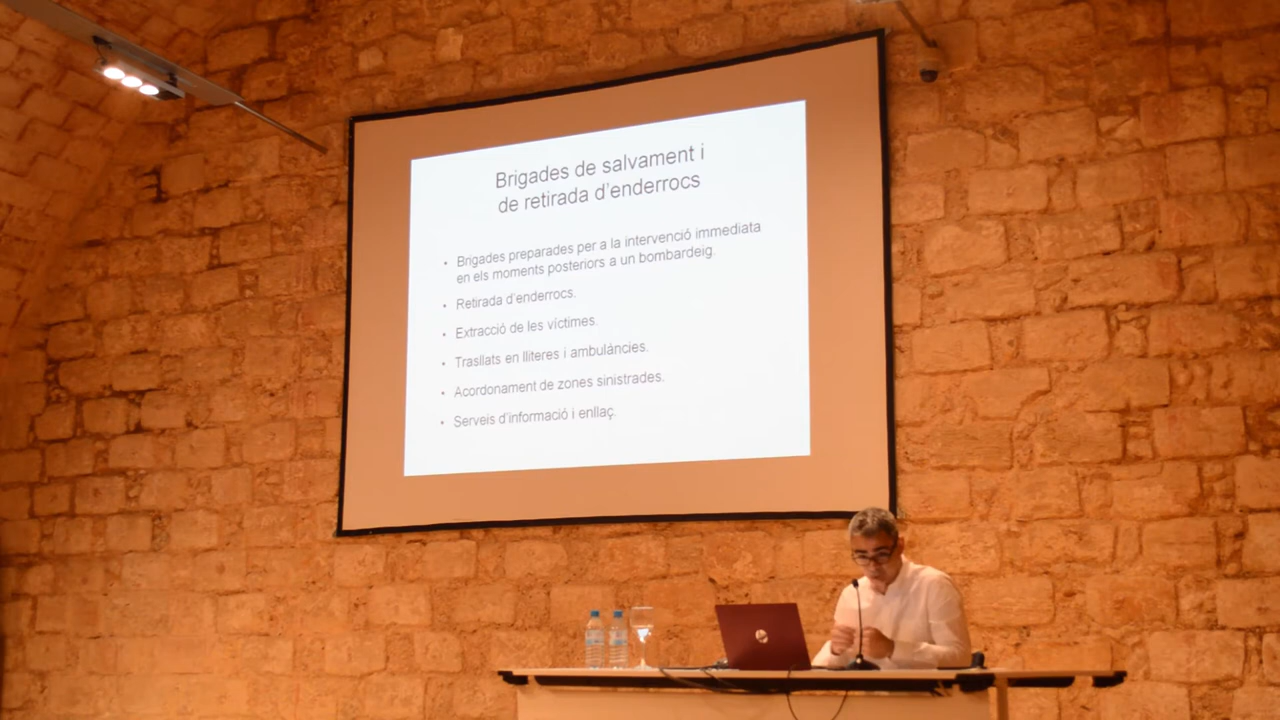 Brigades de salvament i
de retirada d'enderrocs
• Brigades preparades per a la intervenció immediata
en els moments posteriors a un bombardeig.
• Retirada d'enderrocs.
• Extracció de les víctimes.
• Trasllats en lliteres i ambulàncies.
• Acordonament de zones sinistrades.
• Serveis d'informació i enllaç.